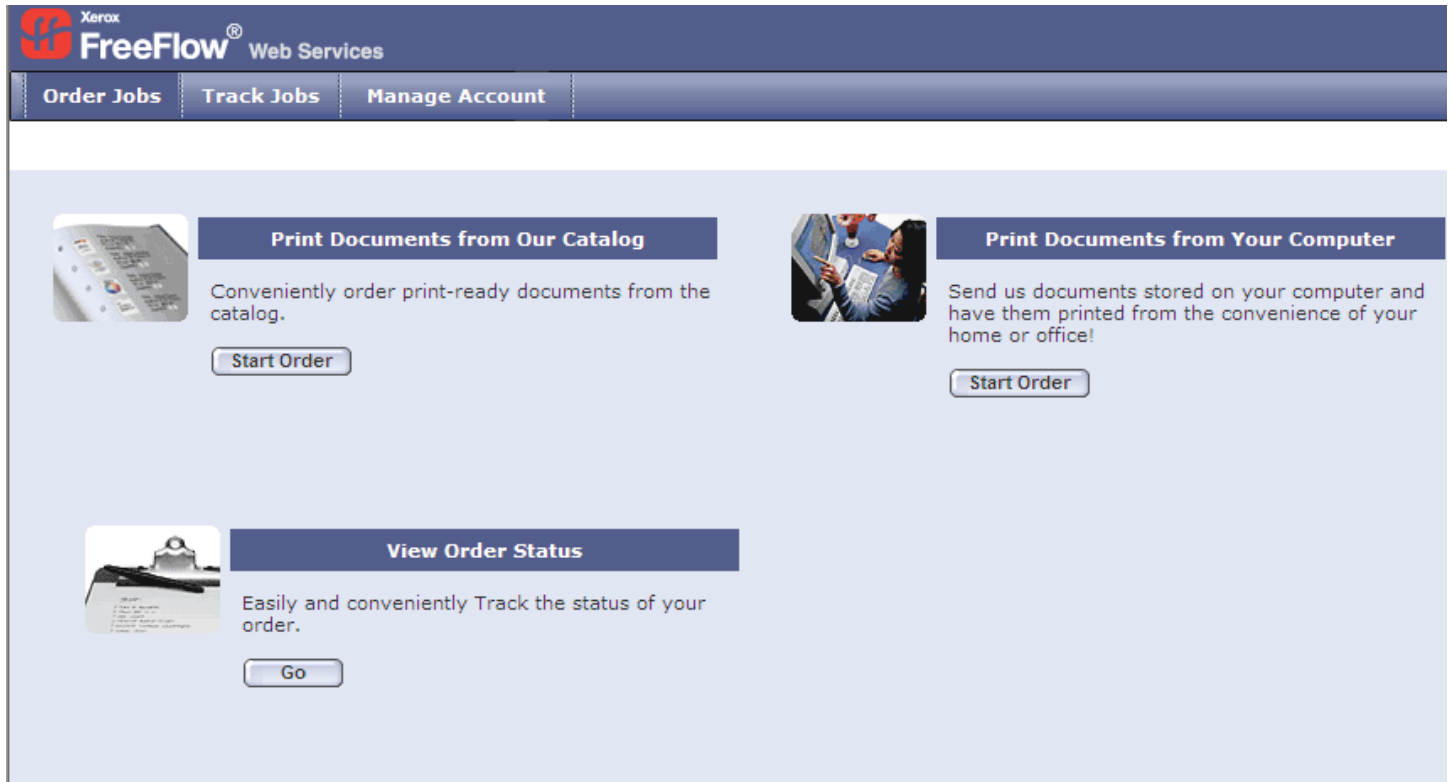 Xerox
FreeFlow® Web Services
Order Jobs Track Jobs Manage Account
Print Documents from Our Catalog
Conveniently order print-ready documents from the
catalog.
Start Order
Print Documents from Your Computer
Send us documents stored on your computer and
have them printed from the convenience of your
home or office!
Start Order
View Order Status
Easily and conveniently Track the status of your
order.
Go